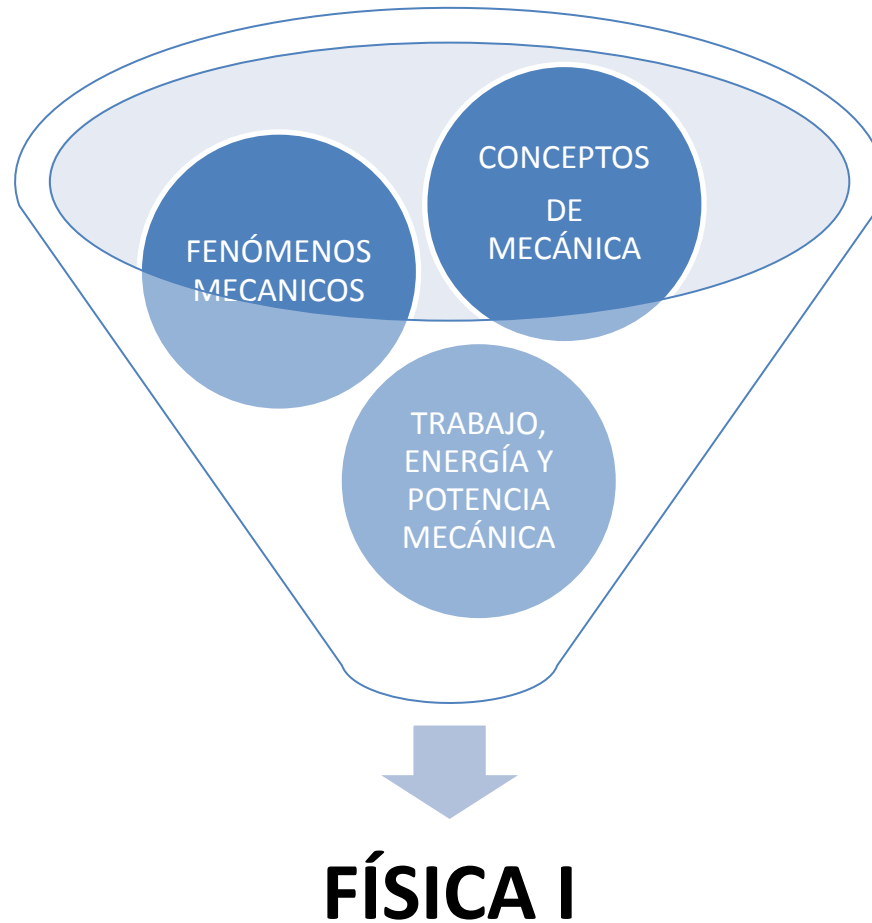 CONCEPTOS
DE
MECÁNICA
FENÓMENOS
MECANICOS
TRABAJO,
ENERGÍA Y
POTENCIA
MECÁNICA
FÍSICA I